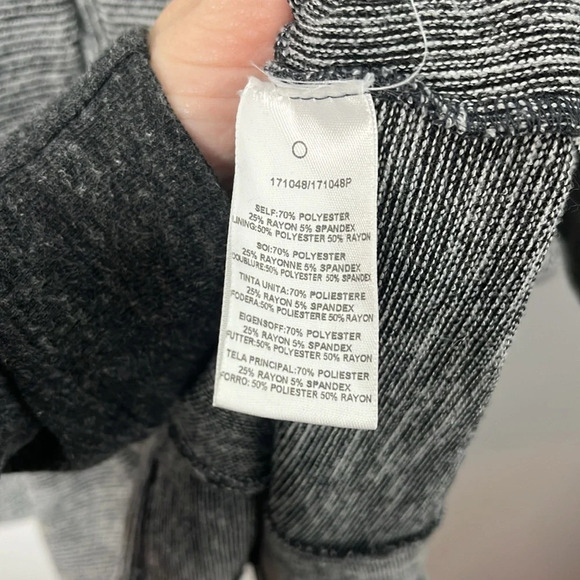 O
171048/171048P
SELF:70% POLYESTER
25% RAYON 5% SPANDEX
LINING:50% POLYESTER 50% RAYON
SOI:70% POLYESTER
25% RAYONNE 5% SPANDEX
DOUBLURE:50% POLYESTER 50% SPANDEX
TINTA UNITA:70% POLIESTERE
25% RAYON 5% SPANDEX
FODERA:50% POLIESTERE 50% RAYON
EIGENSOFF:70% POLYESTER
25% RAYON 5% SPANDEX
FUTTER:50% POLYESTER 50% RAYON
TELA PRINCIPAL:70% POLIESTER
25% RAYON 5% SPANDEX
FORRO: 50% POLYESTER 50% RAYON